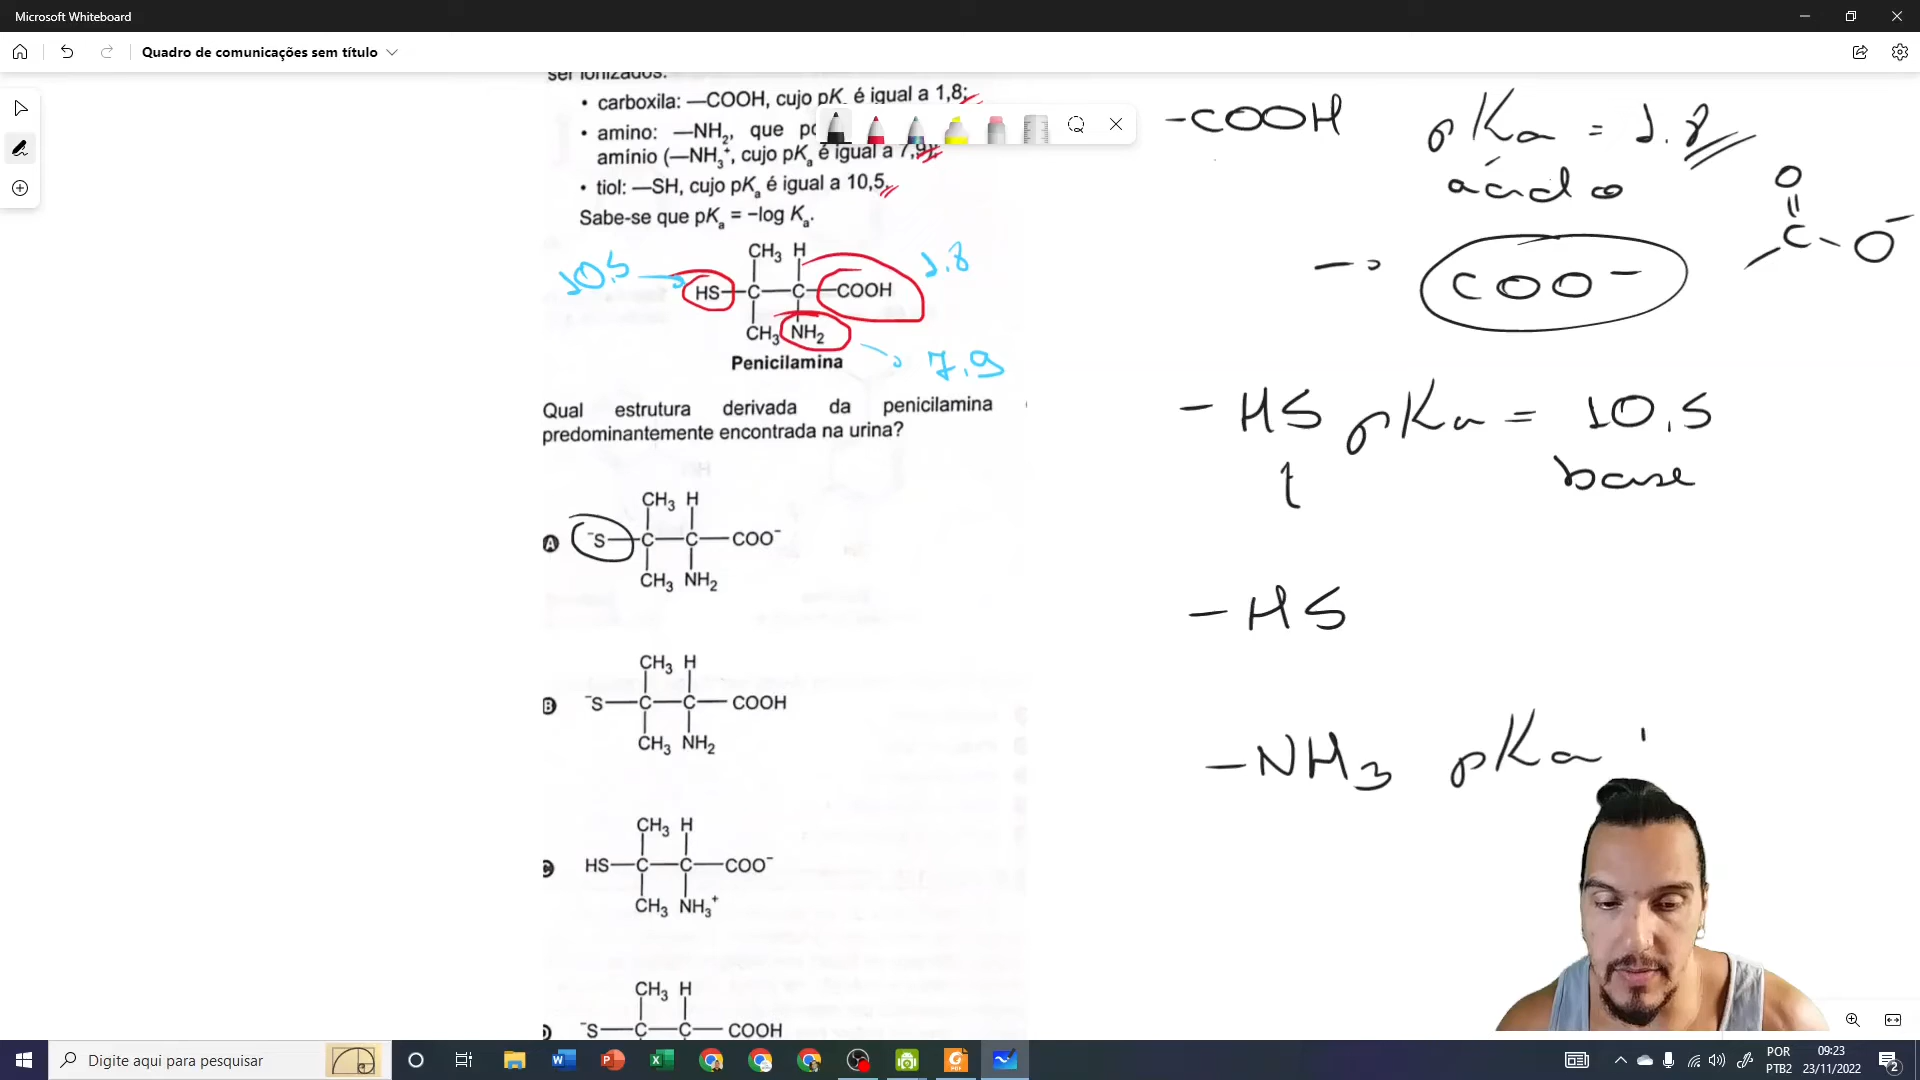 Microsoft Whiteboard
Quadro de comunicações sem título
ser ionizados:
• carboxila: —COOH, cujo pKₐ é igual a 1,8;
• amino: —NH₂, que po
amínio (—NH₃⁺, cujo pKₐ é igual a 7,9);
• tiol: —SH, cujo pKₐ é igual a 10,5.
Sabe-se que pKₐ = −log Kₐ.
10.5
1.8
CH₃ H
HS—C—C—COOH
CH₃ NH₂
7.9
Penicilamina
Qual estrutura derivada da penicilamina
predominantemente encontrada na urina?
CH₃ H
A ⁻S—C—C—COO⁻
CH₃ NH₂
CH₃ H
B ⁻S—C—C—COOH
CH₃ NH₂
CH₃ H
C HS—C—C—COO⁻
CH₃ NH₃⁺
CH₃ H
D ⁻S—C—C—COOH
-COOH pKa = 1.8
ácido
O
C-O⁻
→ COO⁻
-HS pKa = 10.5
base
-HS
-NH3 pKa
Digite aqui para pesquisar
POR
PTB2
09:23
23/11/2022
2